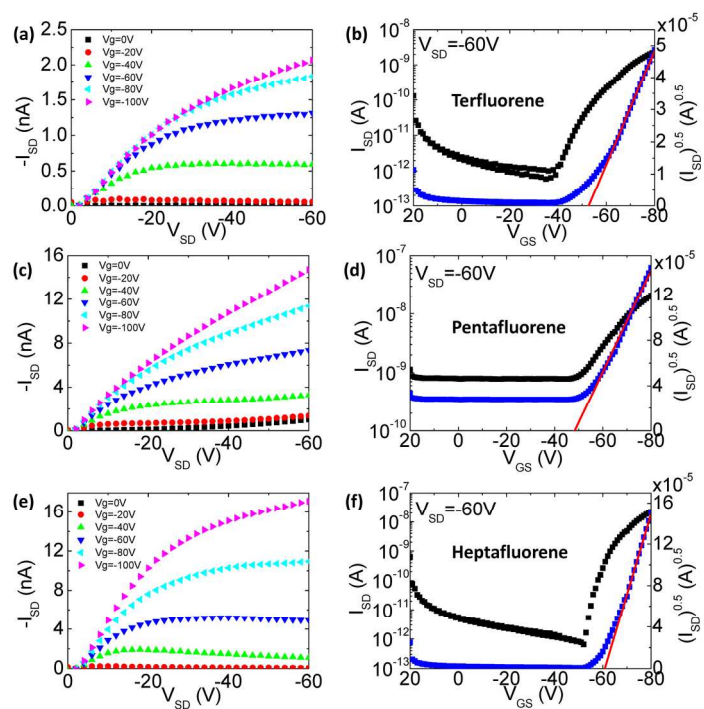 (a)
2.5
2.0
1.5
1.0
0.5
0.0
-I_SD (nA)
Vg=0V
Vg=-20V
Vg=-40V
Vg=-60V
Vg=-80V
Vg=-100V
0 -20 -40 -60
V_SD (V)
(b)
V_SD=-60V
Terfluorene
10^-8
10^-9
10^-10
10^-11
10^-12
10^-13
I_SD (A)
20 0 -20 -40 -60 -80
V_GS (V)
x10^-5
5
4
3
2
1
0
(I_SD)^0.5 (A)^0.5
(c)
16
12
8
4
0
-I_SD (nA)
Vg=0V
Vg=-20V
Vg=-40V
Vg=-60V
Vg=-80V
Vg=-100V
0 -20 -40 -60
V_SD (V)
(d)
V_SD=-60V
Pentafluorene
10^-7
10^-8
10^-9
10^-10
I_SD (A)
20 0 -20 -40 -60 -80
V_GS (V)
x10^-5
16
12
8
4
0
(I_SD)^0.5 (A)^0.5
(e)
16
12
8
4
0
-I_SD (nA)
Vg=0V
Vg=-20V
Vg=-40V
Vg=-60V
Vg=-80V
Vg=-100V
0 -20 -40 -60
V_SD (V)
(f)
V_SD=-60V
Heptafluorene
10^-7
10^-8
10^-9
10^-10
10^-11
10^-12
10^-13
I_SD (A)
20 0 -20 -40 -60 -80
V_GS (V)
x10^-5
16
12
8
4
0
(I_SD)^0.5 (A)^0.5